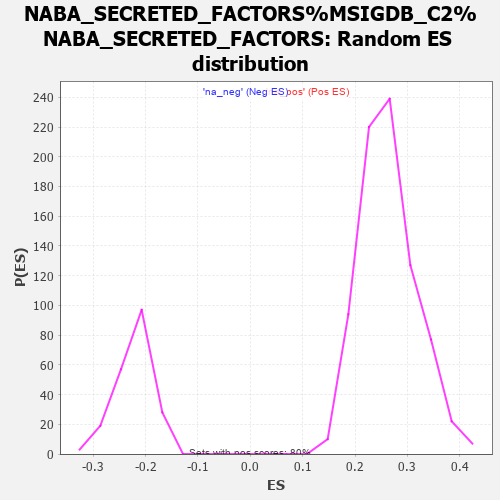 NABA_SECRETED_FACTORS%MSIGDB_C2%
NABA_SECRETED_FACTORS: Random ES
distribution
'na_neg' (Neg ES)
pos' (Pos ES)
240
220
200
180
160
140
120
100
80
60
40
20
0
P(ES)
Sets with pos scores: 80%
-0.3 -0.2 -0.1 0.0 0.1 0.2 0.3 0.4
ES